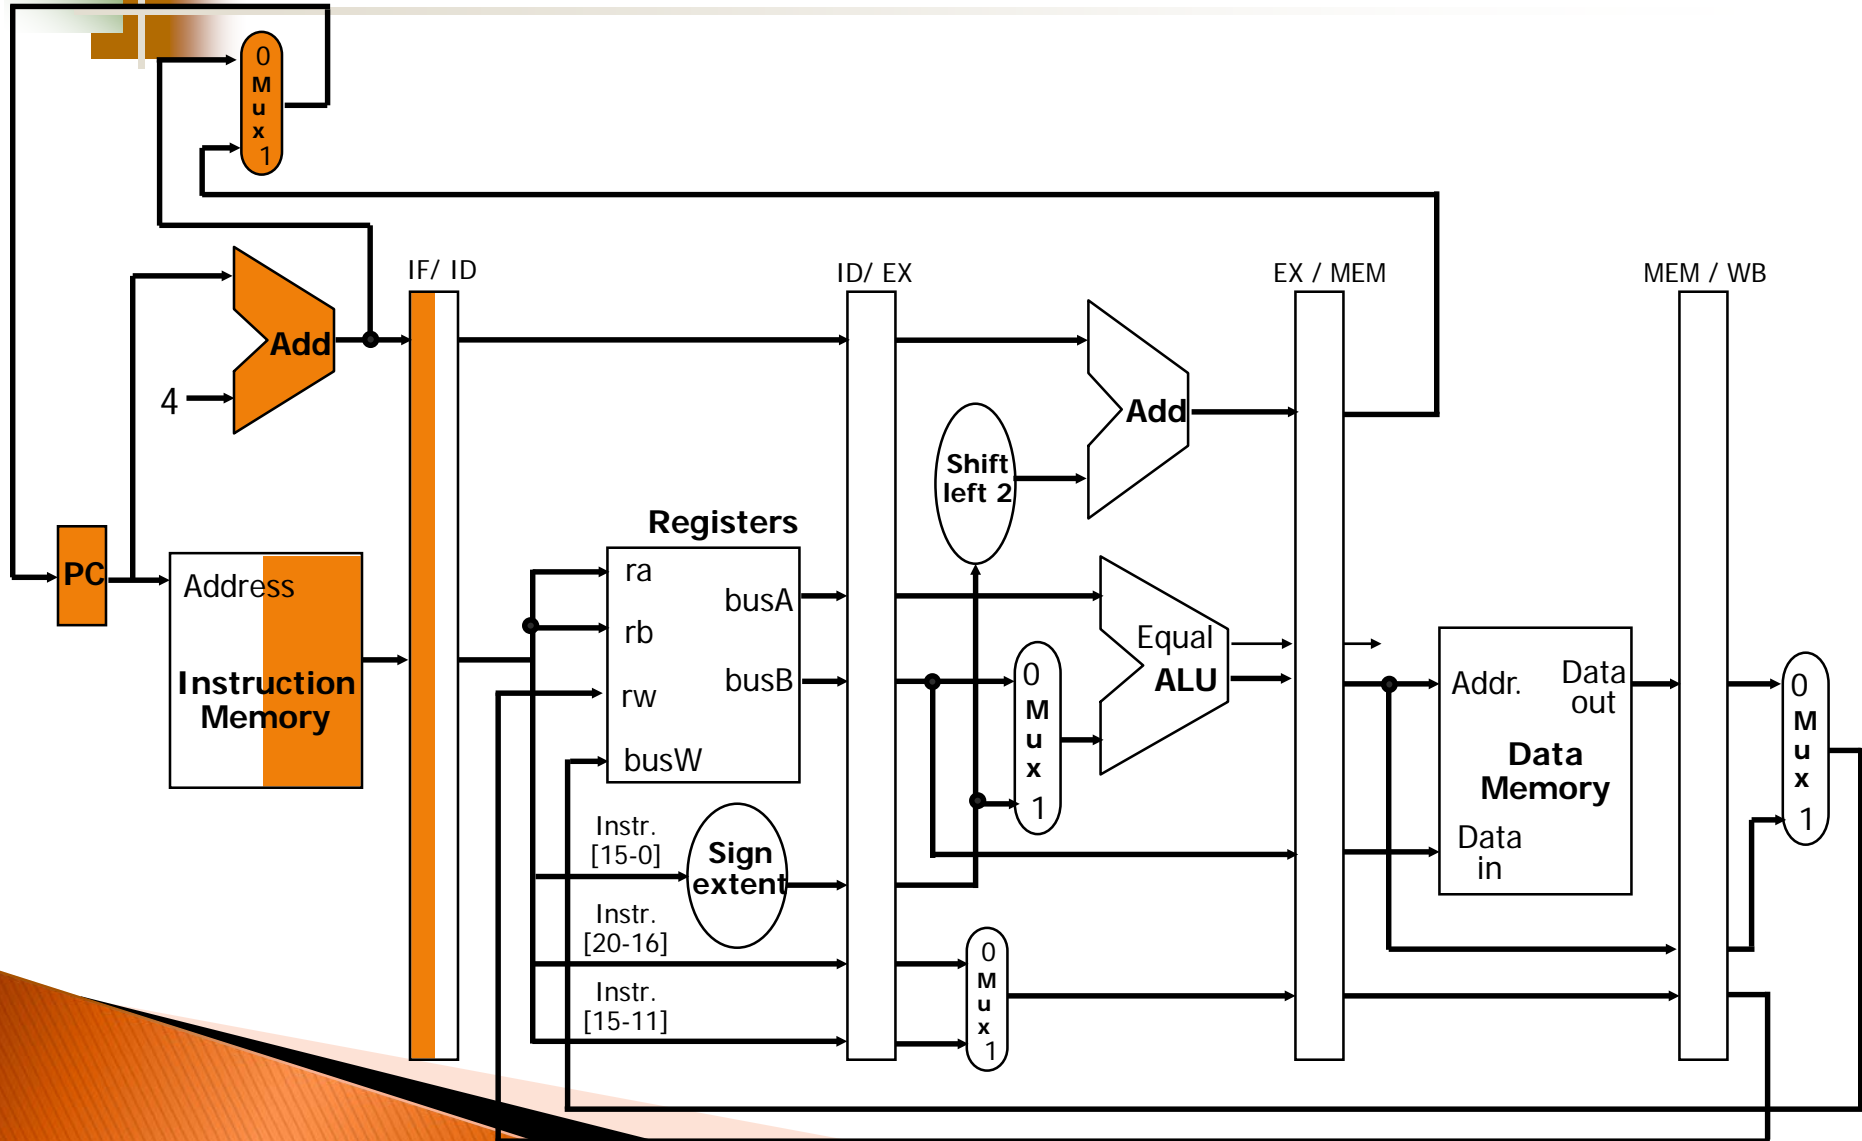 0
M
u
x
1
IF/ ID
ID/ EX
EX / MEM
MEM / WB
Add
4
Add
Shift
left 2
Registers
PC
Address
Instruction
Memory
ra
rb
rw
busW
busA
busB
Equal
ALU
0
M
u
x
1
Addr.
Data
out
Data
Memory
Data
in
0
M
u
x
1
Instr.
[15-0]
Sign
extent
Instr.
[20-16]
Instr.
[15-11]
0
M
u
x
1